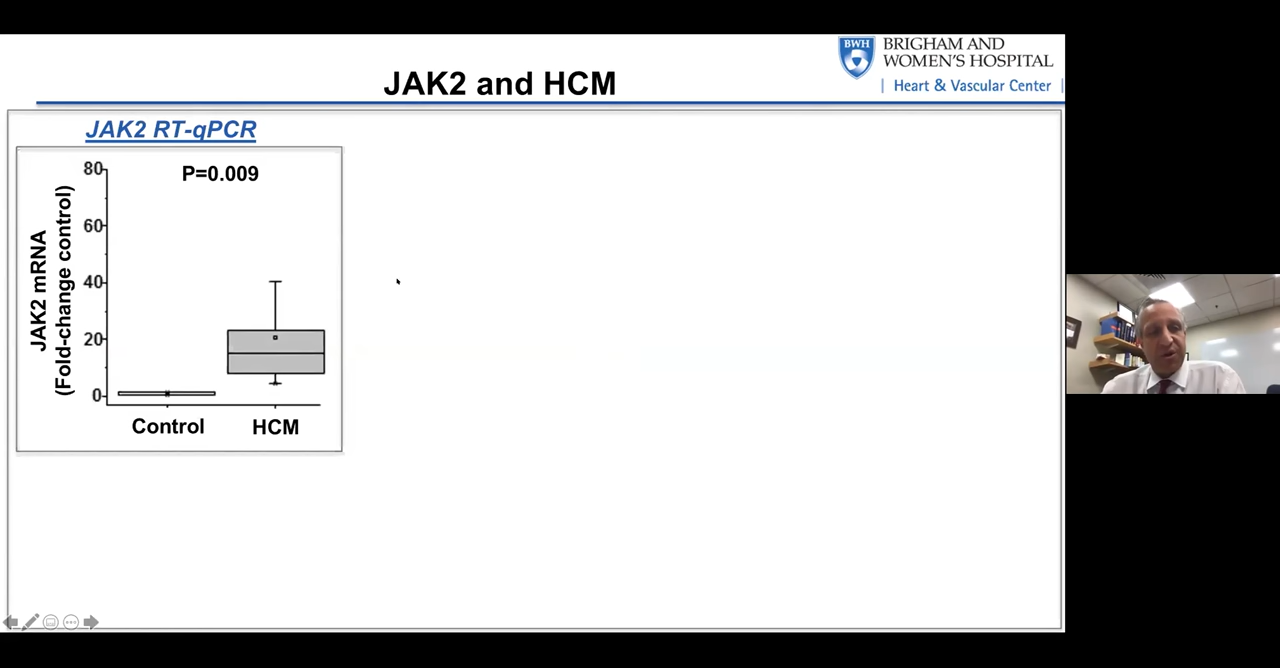 BWH
BRIGHAM AND
WOMEN'S HOSPITAL
Heart & Vascular Center
JAK2 and HCM
JAK2 RT-qPCR
P=0.009
JAK2 mRNA
(Fold-change control)
80
60
40
20
0
Control HCM